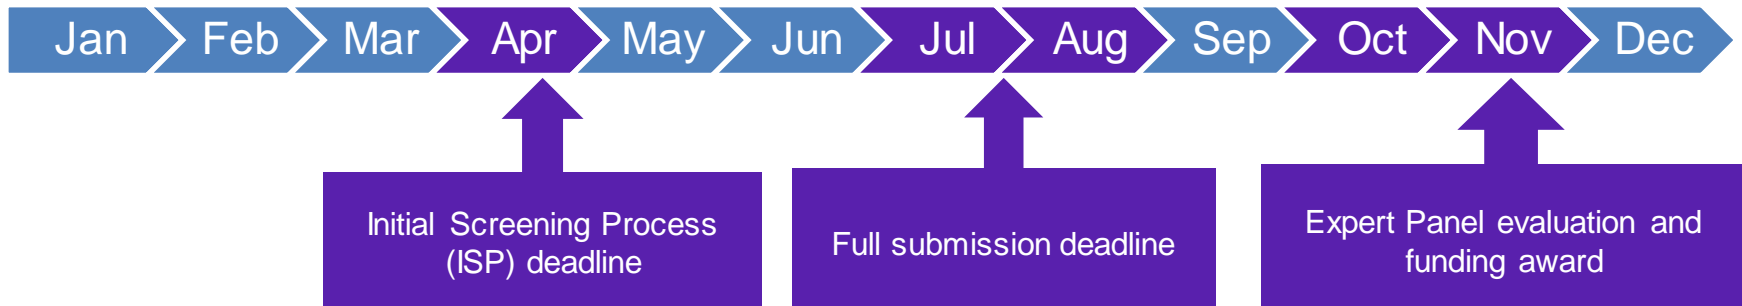 Jan Feb Mar Apr May Jun Jul Aug Sep Oct Nov Dec
Initial Screening Process
(ISP) deadline
Full submission deadline
Expert Panel evaluation and
funding award